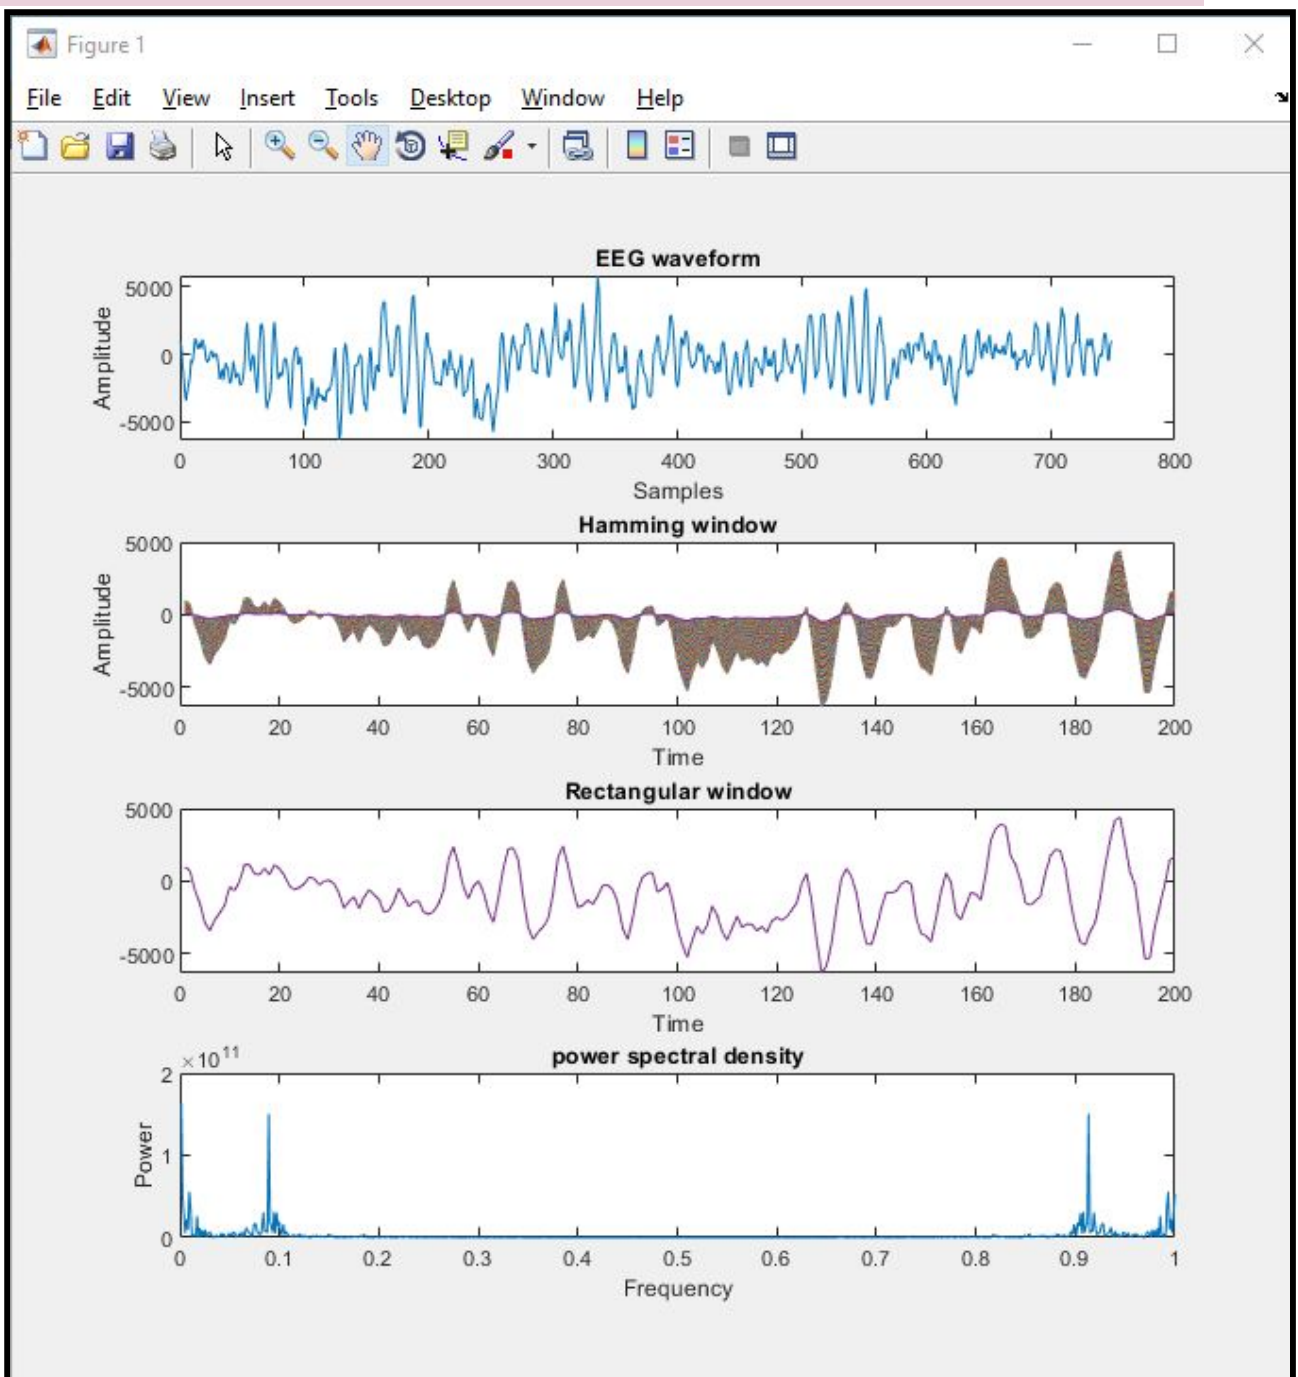 Figure 1
File Edit View Insert Tools Desktop Window Help
EEG waveform
5000
0
-5000
Amplitude
0 100 200 300 400 500 600 700 800
Samples
Hamming window
5000
0
-5000
Amplitude
0 20 40 60 80 100 120 140 160 180 200
Time
Rectangular window
5000
0
-5000
0 20 40 60 80 100 120 140 160 180 200
Time
×10¹¹
power spectral density
2
1
0
Power
0 0.1 0.2 0.3 0.4 0.5 0.6 0.7 0.8 0.9 1
Frequency